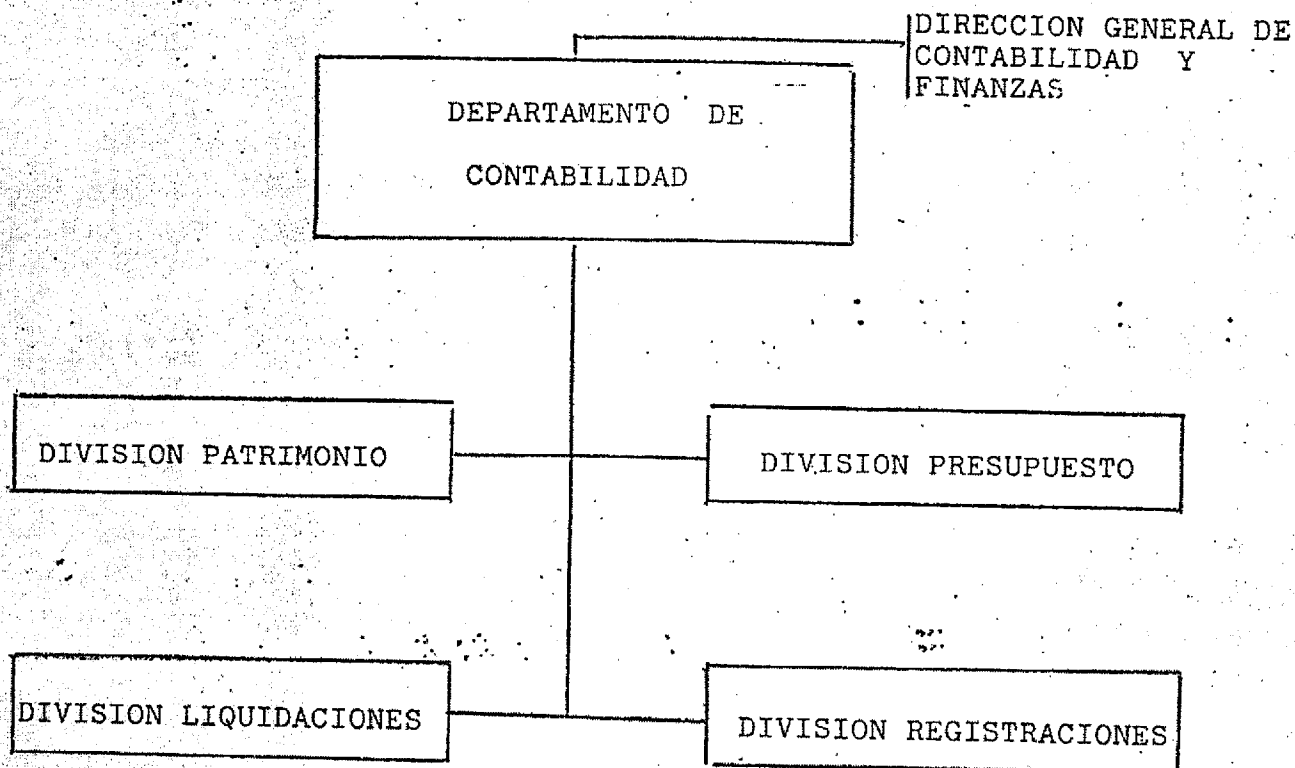 DIRECCION GENERAL DE
CONTABILIDAD Y
FINANZAS
DEPARTAMENTO DE
CONTABILIDAD
DIVISION PATRIMONIO
DIVISION PRESUPUESTO
DIVISION LIQUIDACIONES
DIVISION REGISTRACIONES